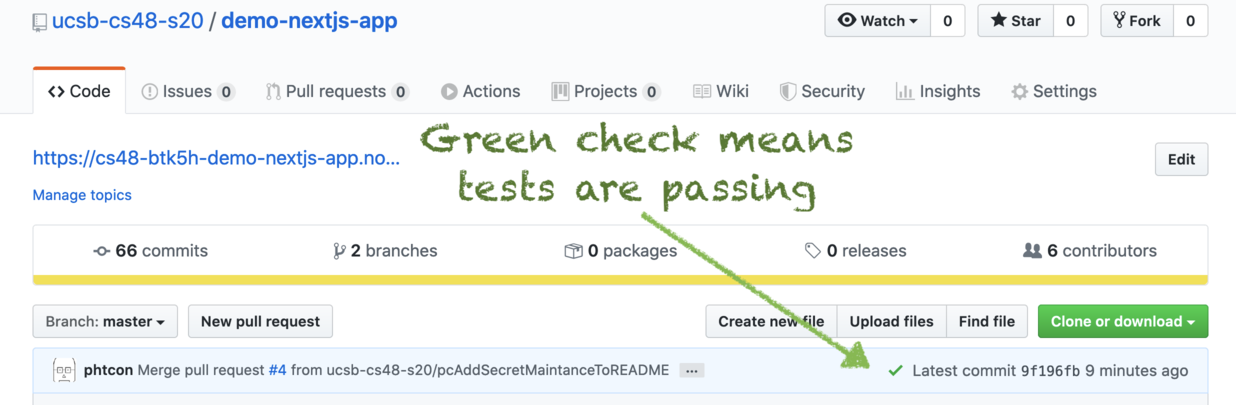 ucsb-cs48-s20 / demo-nextjs-app
Watch 0 Star 0 Fork 0
Code Issues 0 Pull requests 0 Actions Projects 0 Wiki Security Insights Settings
Green check means
tests are passing
https://cs48-btk5h-demo-nextjs-app.no...
Edit
Manage topics
66 commits 2 branches 0 packages 0 releases 6 contributors
Branch: master New pull request Create new file Upload files Find file Clone or download
phtcon Merge pull request #4 from ucsb-cs48-s20/pcAddSecretMaintanceToREADME ... Latest commit 9f196fb 9 minutes ago